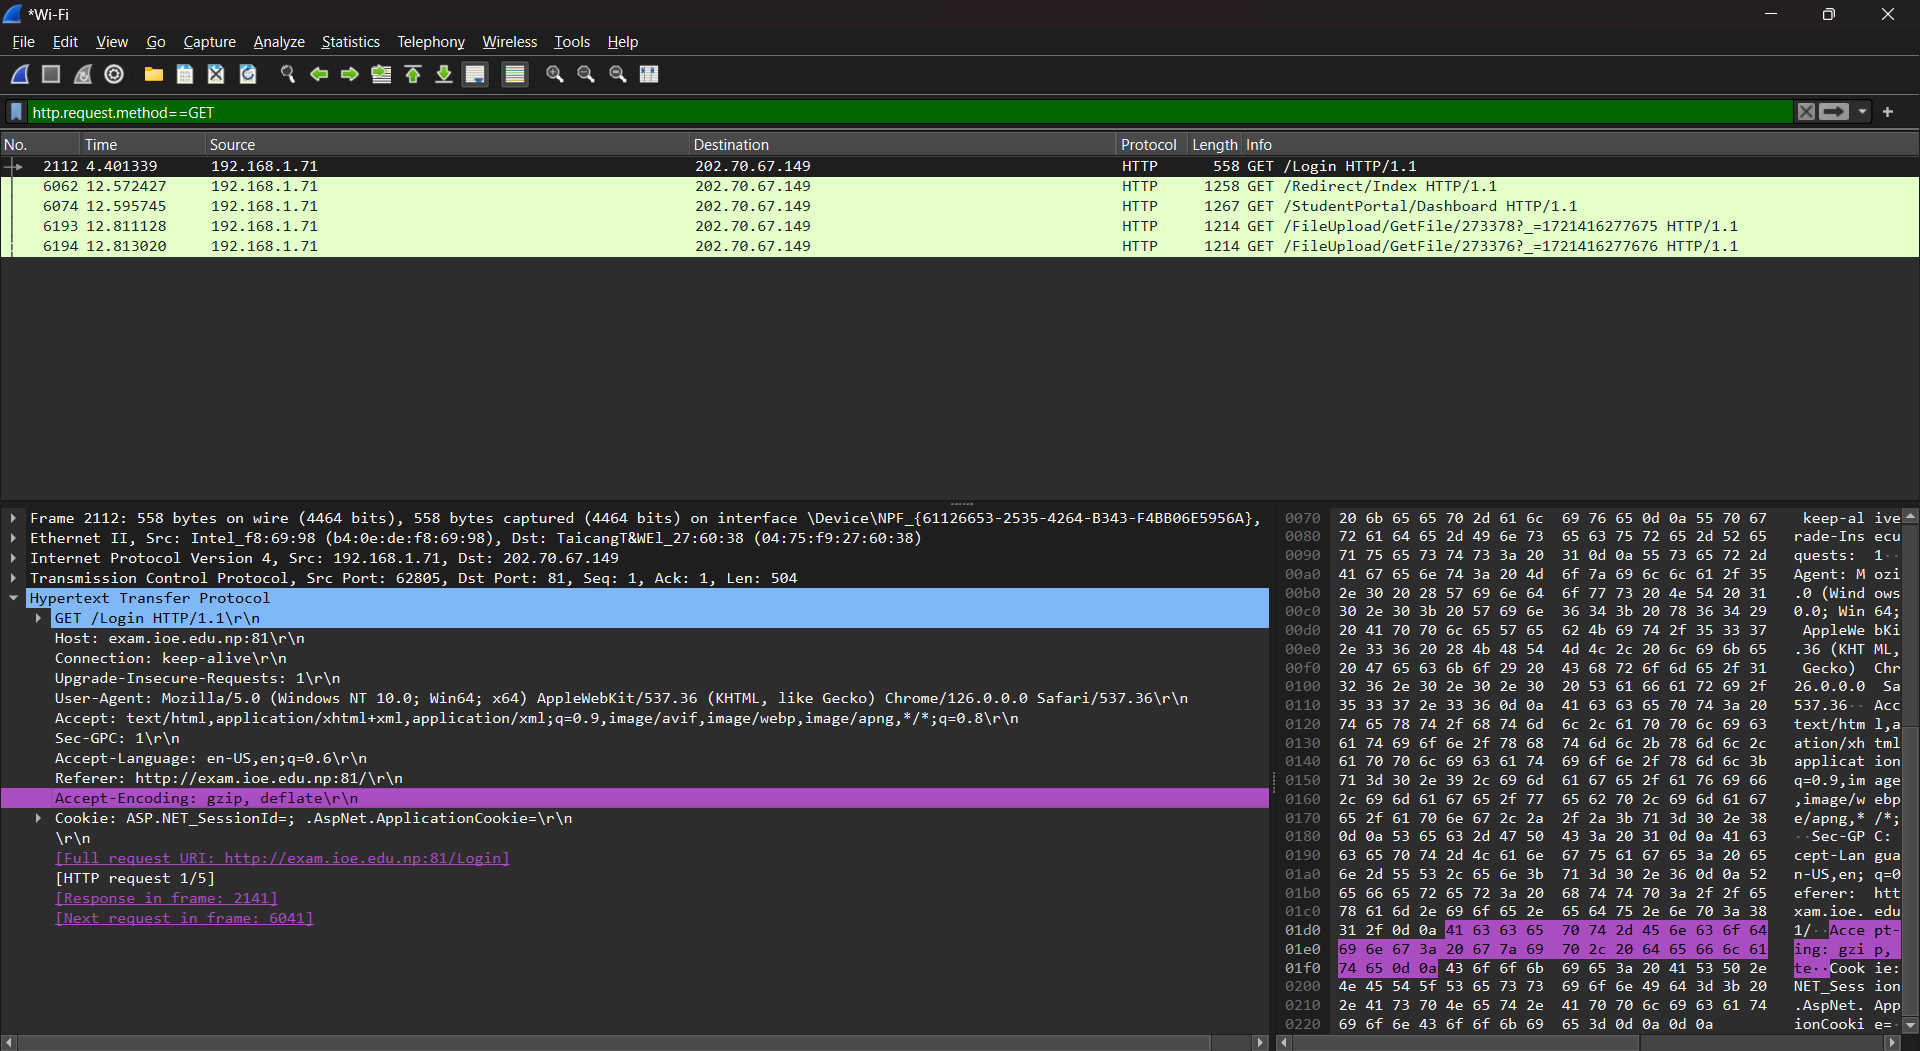 *Wi-Fi
File Edit View Go Capture Analyze Statistics Telephony Wireless Tools Help
http.request.method==GET
No. Time Source Destination Protocol Length Info
2112 4.401339 192.168.1.71 202.70.67.149 HTTP 558 GET /Login HTTP/1.1
6062 12.572427 192.168.1.71 202.70.67.149 HTTP 1258 GET /Redirect/Index HTTP/1.1
6074 12.595745 192.168.1.71 202.70.67.149 HTTP 1267 GET /StudentPortal/Dashboard HTTP/1.1
6193 12.811128 192.168.1.71 202.70.67.149 HTTP 1214 GET /FileUpload/GetFile/273378?_=1721416277675 HTTP/1.1
6194 12.813020 192.168.1.71 202.70.67.149 HTTP 1214 GET /FileUpload/GetFile/273376?_=1721416277676 HTTP/1.1
Frame 2112: 558 bytes on wire (4464 bits), 558 bytes captured (4464 bits) on interface \Device\NPF_{61126653-2535-4264-B343-F4BB06E5956A},
Ethernet II, Src: Intel_f8:69:98 (b4:0e:de:f8:69:98), Dst: TaicangT&WEl_27:60:38 (04:75:f9:27:60:38)
Internet Protocol Version 4, Src: 192.168.1.71, Dst: 202.70.67.149
Transmission Control Protocol, Src Port: 62805, Dst Port: 81, Seq: 1, Ack: 1, Len: 504
Hypertext Transfer Protocol
GET /Login HTTP/1.1\r\n
Host: exam.ioe.edu.np:81\r\n
Connection: keep-alive\r\n
Upgrade-Insecure-Requests: 1\r\n
User-Agent: Mozilla/5.0 (Windows NT 10.0; Win64; x64) AppleWebKit/537.36 (KHTML, like Gecko) Chrome/126.0.0.0 Safari/537.36\r\n
Accept: text/html,application/xhtml+xml,application/xml;q=0.9,image/avif,image/webp,image/apng,*/*;q=0.8\r\n
Sec-GPC: 1\r\n
Accept-Language: en-US,en;q=0.6\r\n
Referer: http://exam.ioe.edu.np:81/\r\n
Accept-Encoding: gzip, deflate\r\n
Cookie: ASP.NET_SessionId=; .AspNet.ApplicationCookie=\r\n
\r\n
[Full request URI: http://exam.ioe.edu.np:81/Login]
[HTTP request 1/5]
[Response in frame: 2141]
[Next request in frame: 6041]
0070 20 6b 65 65 70 2d 61 6c 69 76 65 0d 0a 55 70 67 keep-al ive
0080 72 61 64 65 2d 49 6e 73 65 63 75 72 65 2d 52 65 rade-Ins ecu
0090 71 75 65 73 74 73 3a 20 31 0d 0a 55 73 65 72 2d quests: 1··
00a0 41 67 65 6e 74 3a 20 4d 6f 7a 69 6c 6c 61 2f 35 Agent: M ozi
00b0 2e 30 20 28 57 69 6e 64 6f 77 73 20 4e 54 20 31 .0 (Wind ows
00c0 30 2e 30 3b 20 57 69 6e 36 34 3b 20 78 36 34 29 0.0; Win 64;
00d0 20 41 70 70 6c 65 57 65 62 4b 69 74 2f 35 33 37 AppleWe bKi
00e0 2e 33 36 20 28 4b 48 54 4d 4c 2c 20 6c 69 6b 65 .36 (KHT ML,
00f0 20 47 65 63 6b 6f 29 20 43 68 72 6f 6d 65 2f 31 Gecko) Chr
0100 32 36 2e 30 2e 30 2e 30 20 53 61 66 61 72 69 2f 26.0.0.0 Sa
0110 35 33 37 2e 33 36 0d 0a 41 63 63 65 70 74 3a 20 537.36·· Acc
0120 74 65 78 74 2f 68 74 6d 6c 2c 61 70 70 6c 69 63 text/htm l,a
0130 61 74 69 6f 6e 2f 78 68 74 6d 6c 2b 78 6d 6c 2c ation/xh tml
0140 61 70 70 6c 69 63 61 74 69 6f 6e 2f 78 6d 6c 3b applicat ion
0150 71 3d 30 2e 39 2c 69 6d 61 67 65 2f 61 76 69 66 q=0.9,im age
0160 2c 69 6d 61 67 65 2f 77 65 62 70 2c 69 6d 61 67 ,image/w ebp
0170 65 2f 61 70 6e 67 2c 2a 2f 2a 3b 71 3d 30 2e 38 e/apng,* /*;
0180 0d 0a 53 65 63 2d 47 50 43 3a 20 31 0d 0a 41 63 ··Sec-GP C:
0190 63 65 70 74 2d 4c 61 6e 67 75 61 67 65 3a 20 65 cept-Lan gua
01a0 6e 2d 55 53 2c 65 6e 3b 71 3d 30 2e 36 0d 0a 52 n-US,en; q=0
01b0 65 66 65 72 65 72 3a 20 68 74 74 70 3a 2f 2f 65 eferer: htt
01c0 78 61 6d 2e 69 6f 65 2e 65 64 75 2e 6e 70 3a 38 xam.ioe. edu
01d0 31 2f 0d 0a 41 63 63 65 70 74 2d 45 6e 63 6f 64 1/··Acce pt-
01e0 69 6e 67 3a 20 67 7a 69 70 2c 20 64 65 66 6c 61 ing: gzi p,
01f0 74 65 0d 0a 43 6f 6f 6b 69 65 3a 20 41 53 50 2e te··Cook ie:
0200 4e 45 54 5f 53 65 73 73 69 6f 6e 49 64 3d 3b 20 NET_Sess ion
0210 2e 41 73 70 4e 65 74 2e 41 70 70 6c 69 63 61 74 .AspNet. App
0220 69 6f 6e 43 6f 6f 6b 69 65 3d 0d 0a 0d 0a ionCooki e=·